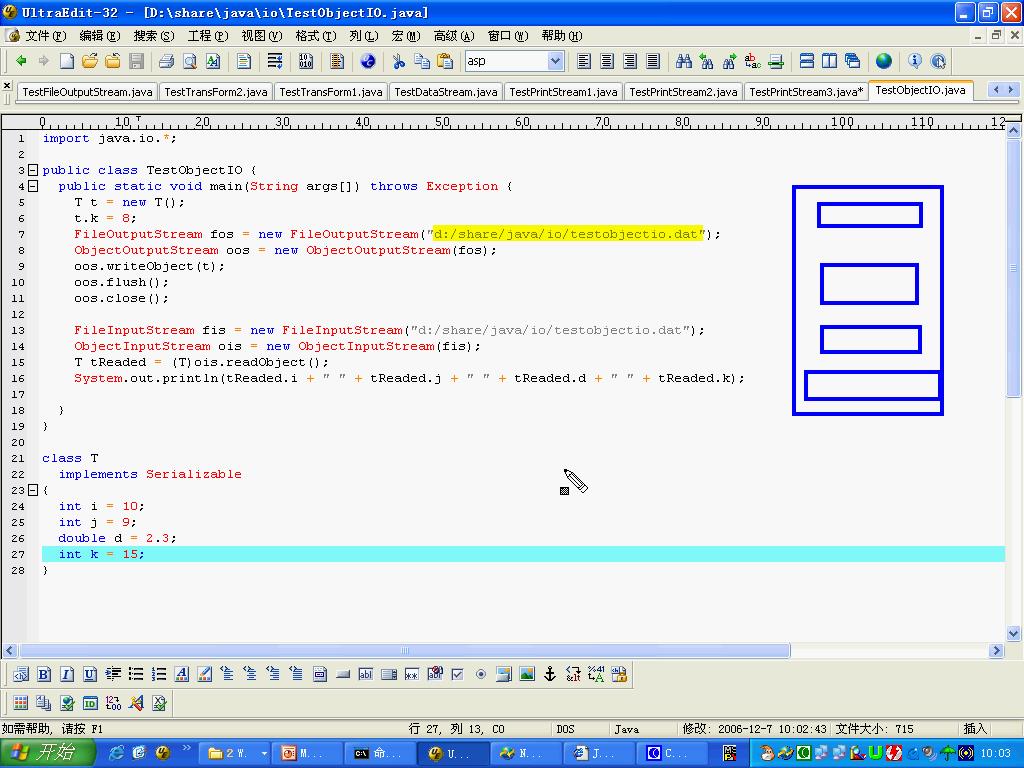 UltraEdit-32 - [D:\share\java\io\TestObjectIO.java]
文件(F) 编辑(E) 搜索(S) 工程(P) 视图(V) 格式(T) 列(L) 宏(M) 高级(A) 窗口(W) 帮助(H)
asp
TestFileOutputStream.java TestTransForm2.java TestTransForm1.java TestDataStream.java TestPrintStream1.java TestPrintStream2.java TestPrintStream3.java* TestObjectIO.java
0 10 20 30 40 50 60 70 80 90 100 110 12
1 import java.io.*;
2
3 public class TestObjectIO {
4 public static void main(String args[]) throws Exception {
5 T t = new T();
6 t.k = 8;
7 FileOutputStream fos = new FileOutputStream("d:/share/java/io/testobjectio.dat");
8 ObjectOutputStream oos = new ObjectOutputStream(fos);
9 oos.writeObject(t);
10 oos.flush();
11 oos.close();
12
13 FileInputStream fis = new FileInputStream("d:/share/java/io/testobjectio.dat");
14 ObjectInputStream ois = new ObjectInputStream(fis);
15 T tReaded = (T)ois.readObject();
16 System.out.println(tReaded.i + " " + tReaded.j + " " + tReaded.d + " " + tReaded.k);
17
18 }
19 }
20
21 class T
22 implements Serializable
23 {
24 int i = 10;
25 int j = 9;
26 double d = 2.3;
27 int k = 15;
28 }
如需帮助, 请按 F1 行 27, 列 13, C0 DOS Java 修改: 2006-12-7 10:02:43 文件大小: 715 插入
开始 2 W. M... 命... U... N... J... C... 10:03